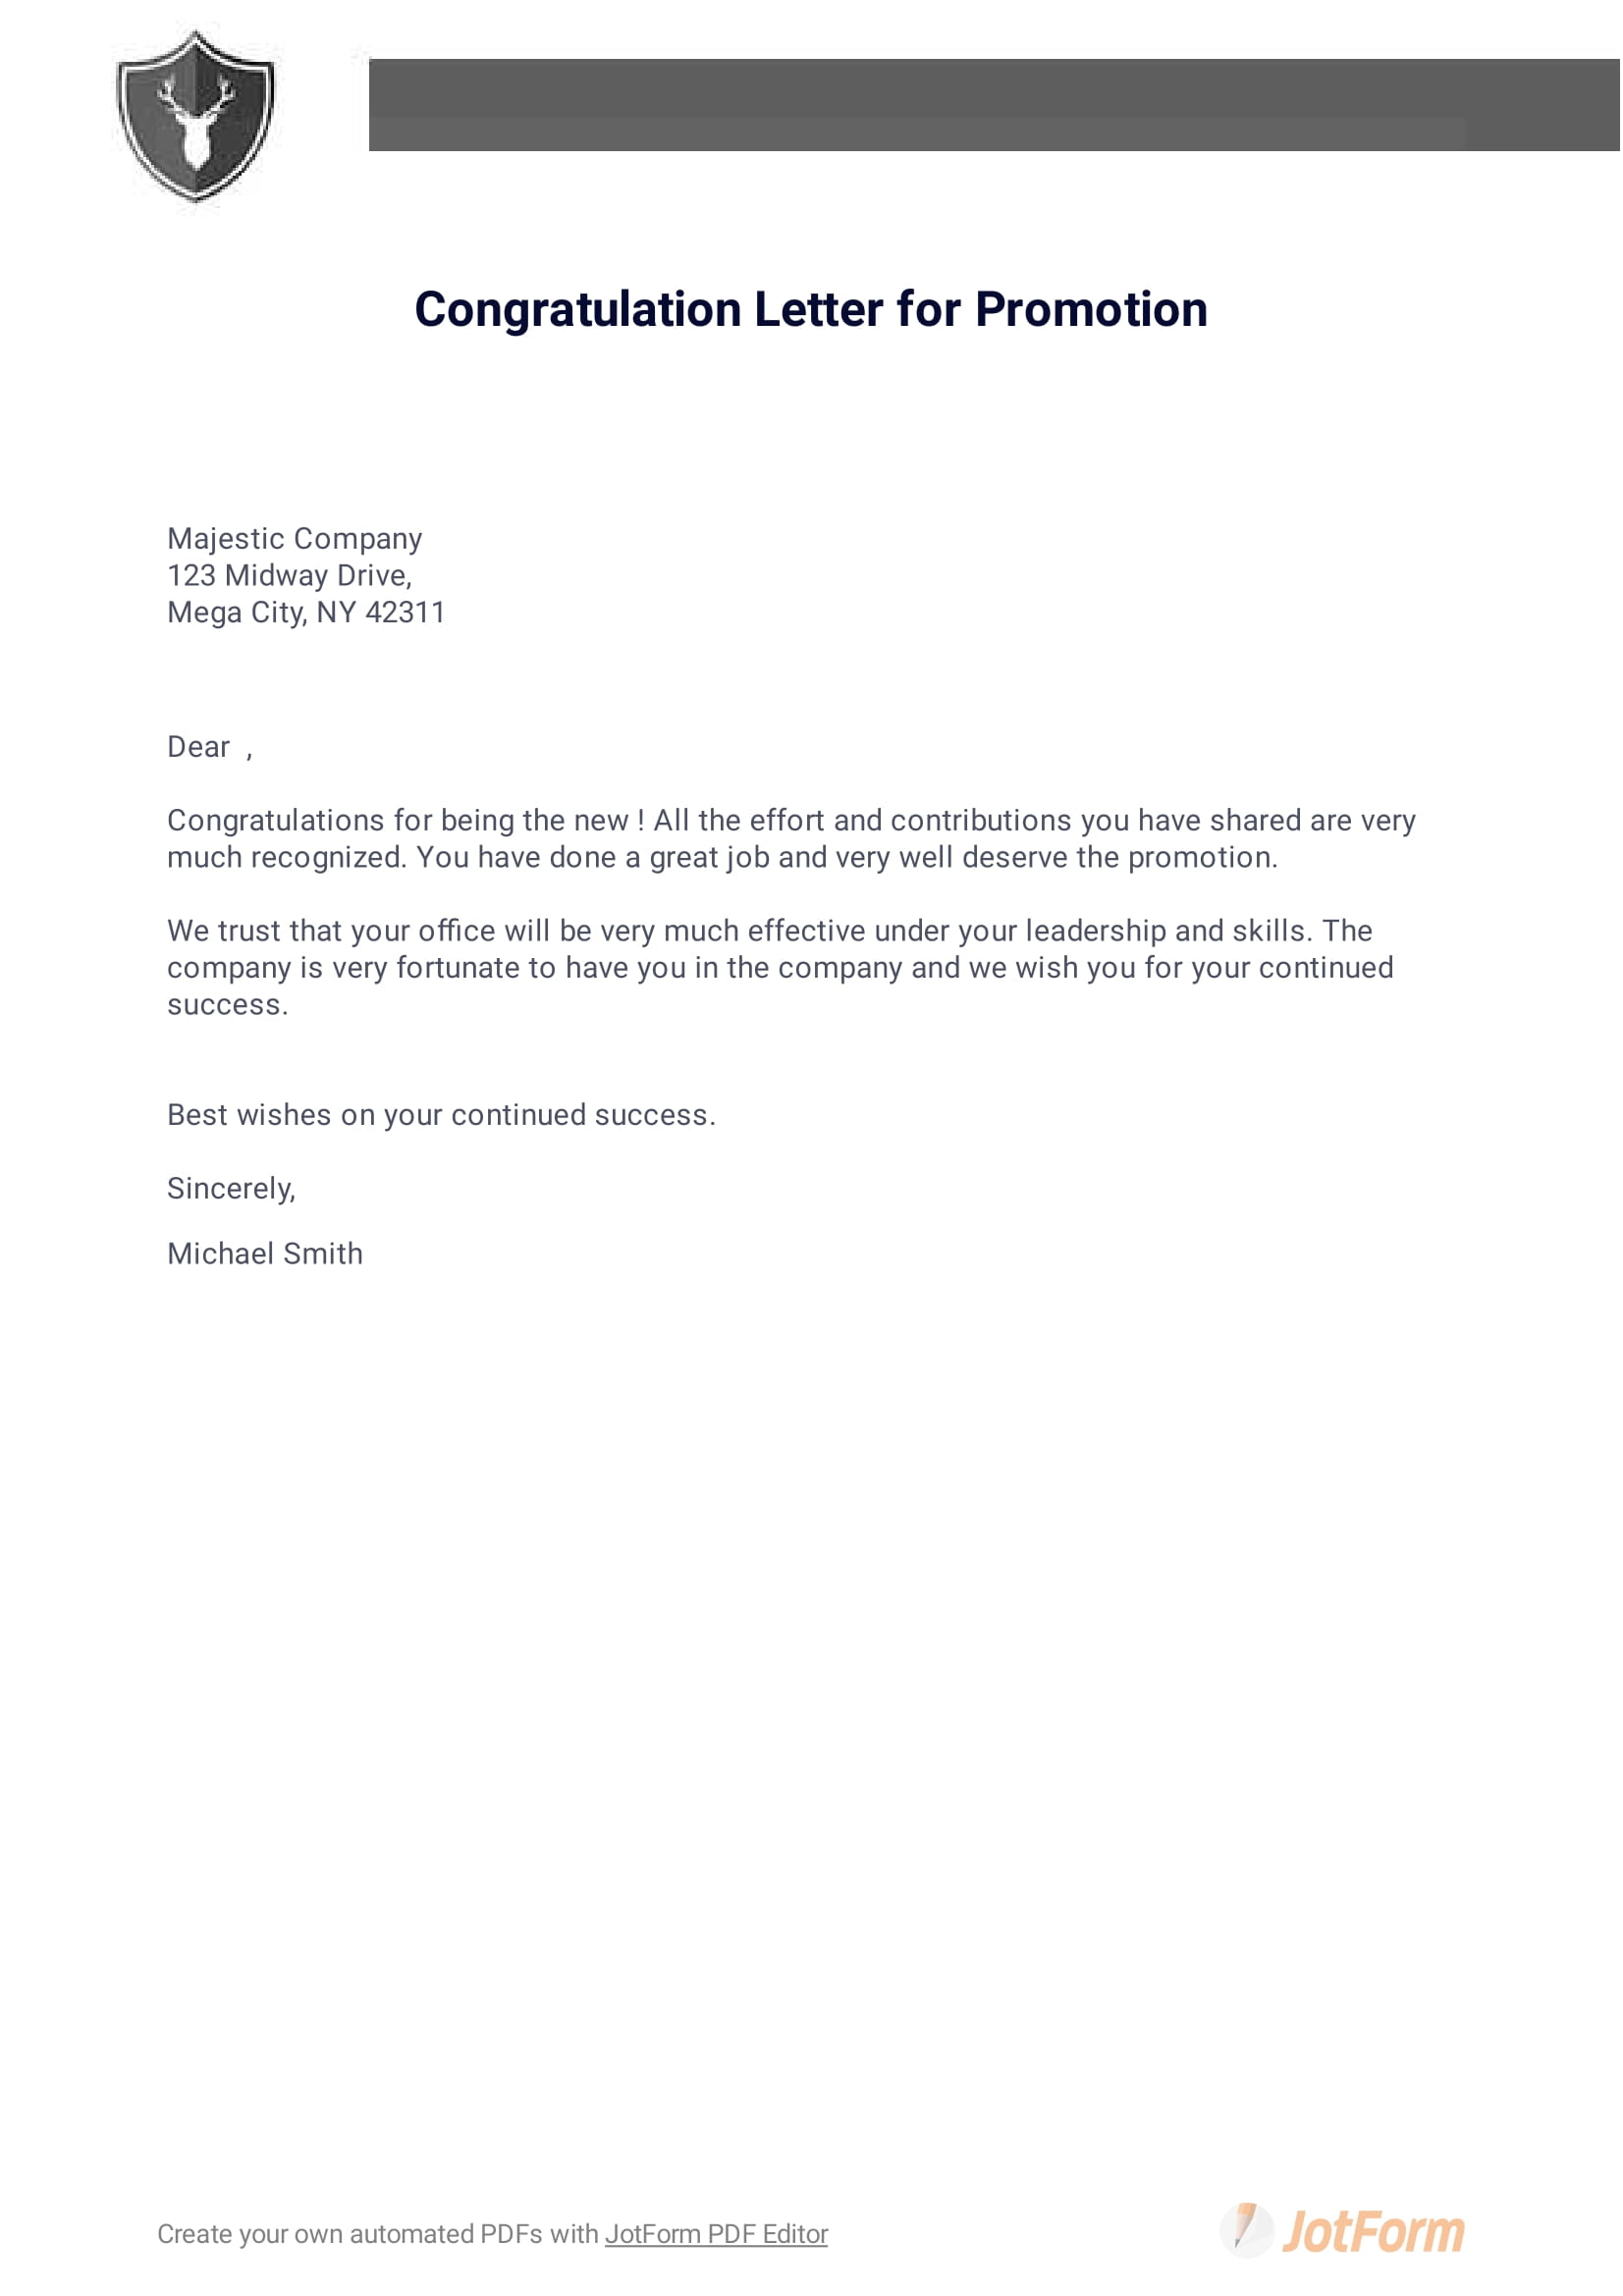 Congratulation Letter for Promotion
Majestic Company
123 Midway Drive,
Mega City, NY 42311
Dear  ,
Congratulations for being the new ! All the effort and contributions you have shared are very
much recognized. You have done a great job and very well deserve the promotion.
We trust that your office will be very much effective under your leadership and skills. The
company is very fortunate to have you in the company and we wish you for your continued
success.
Best wishes on your continued success.
Sincerely,
Michael Smith
Create your own automated PDFs with JotForm PDF Editor
JotForm